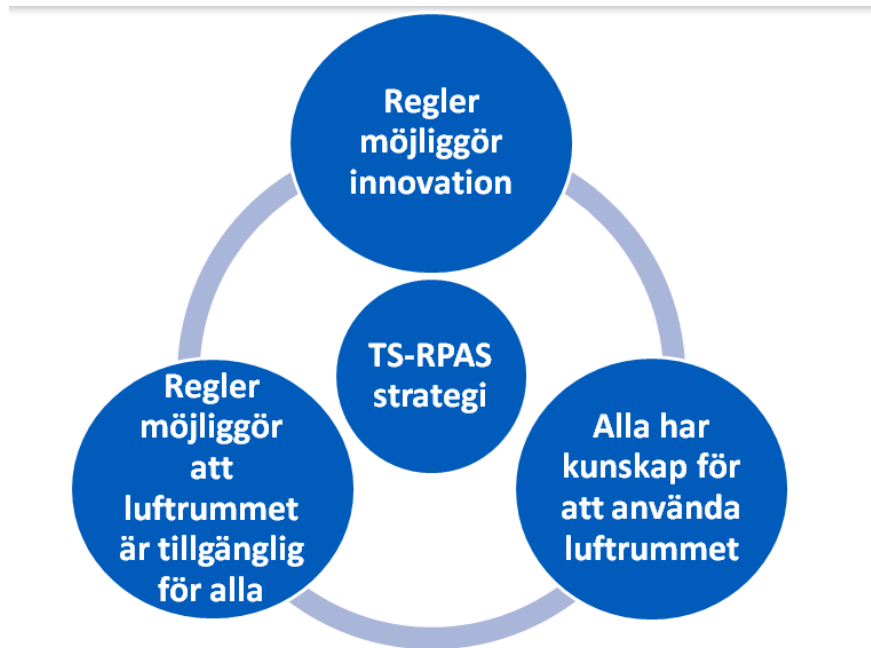 Regler
möjliggör
innovation
TS-RPAS
strategi
Regler
möjliggör
att
luftrummet
är tillgänglig
för alla
Alla har
kunskap för
att använda
luftrummet